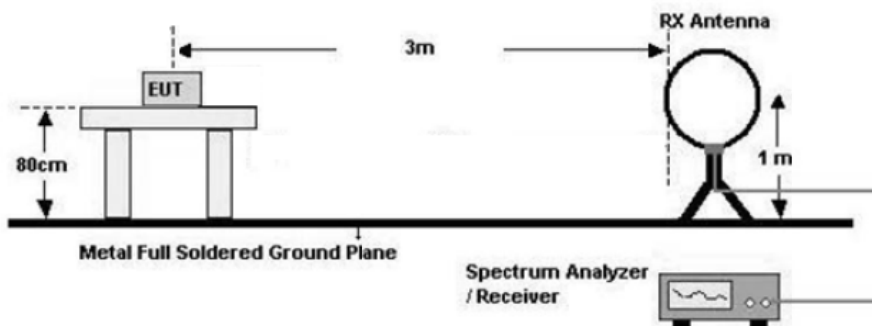 RX Antenna
3m
EUT
80cm
1 m
Metal Full Soldered Ground Plane
Spectrum Analyzer
/ Receiver